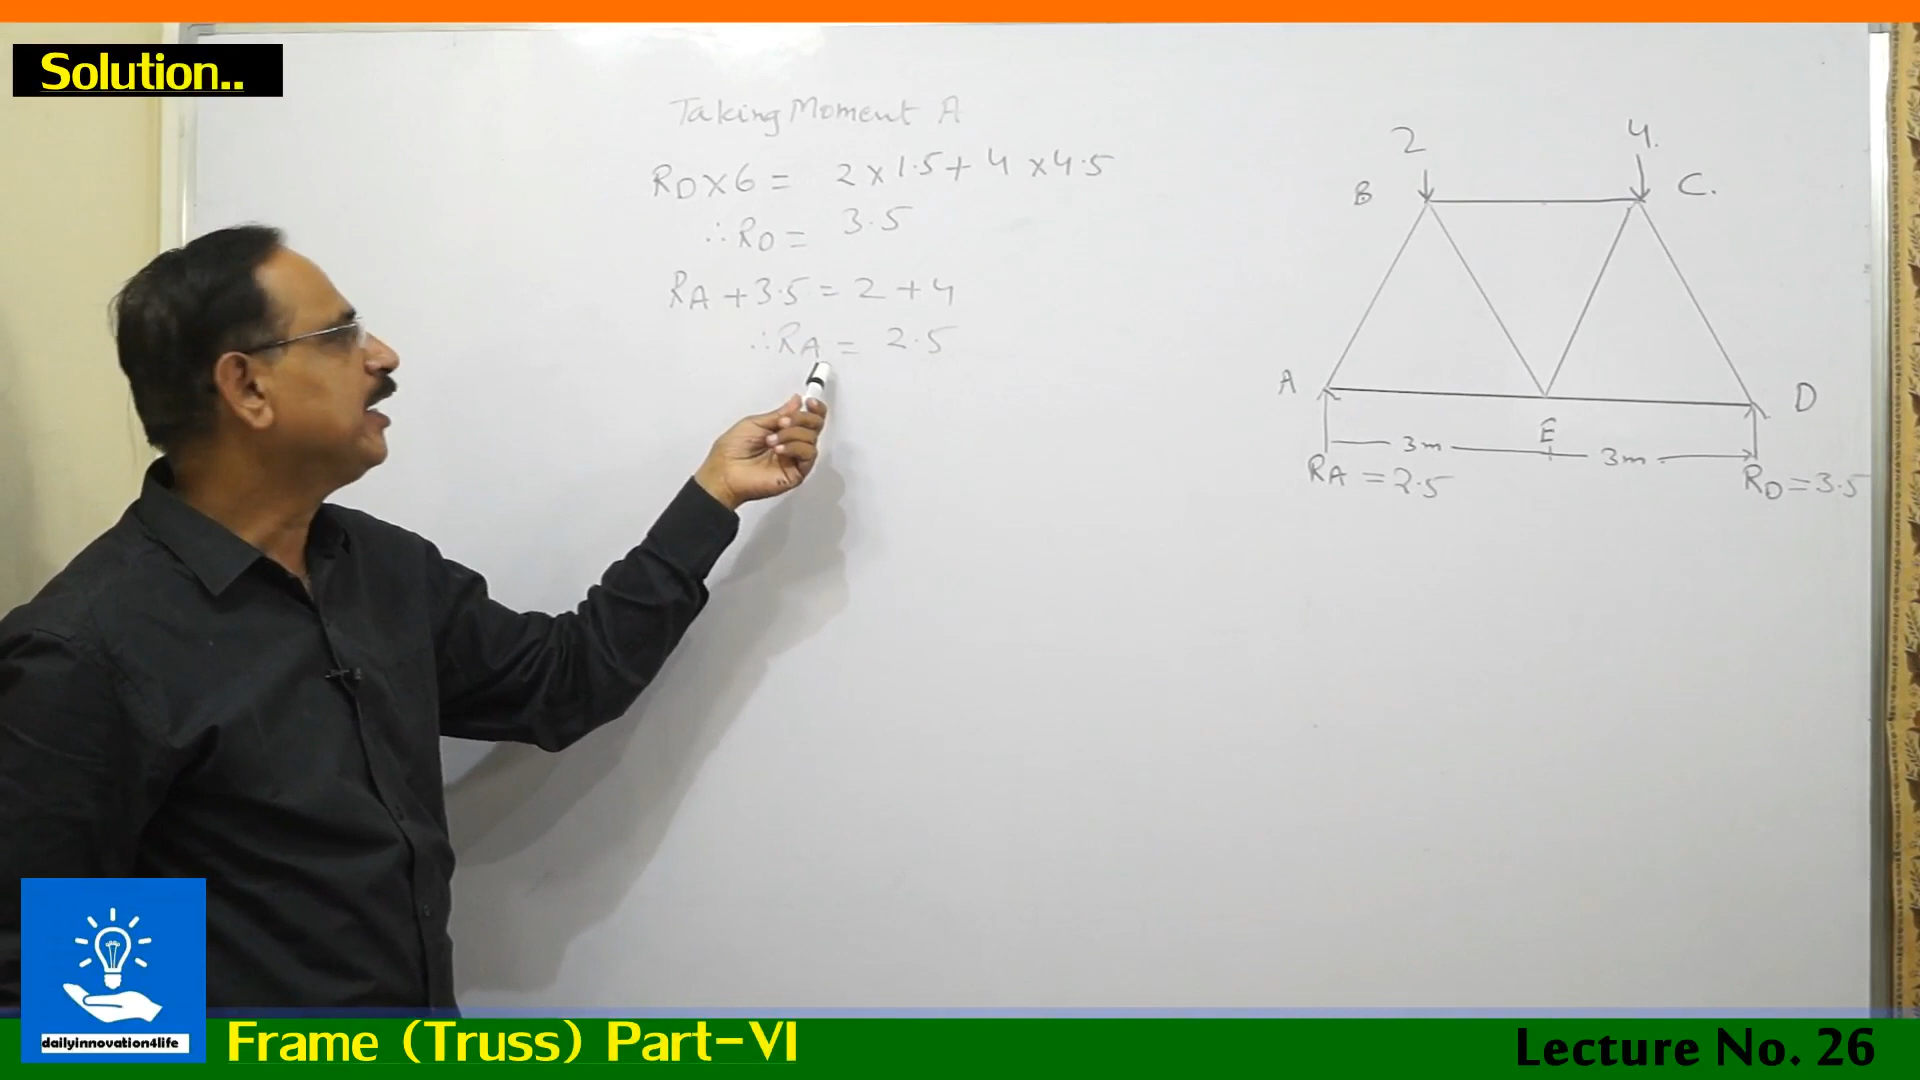 Solution..
Taking Moment A
RD×6 = 2×1.5+4×4.5
∴RD = 3.5
RA+3.5=2+4
∴RA = 2.5
2
4.
B
C.
A
D
E
3m
3m.
RA = 2.5
RD=3.5
dailyinnovation4life
Frame (Truss) Part-VI
Lecture No. 26